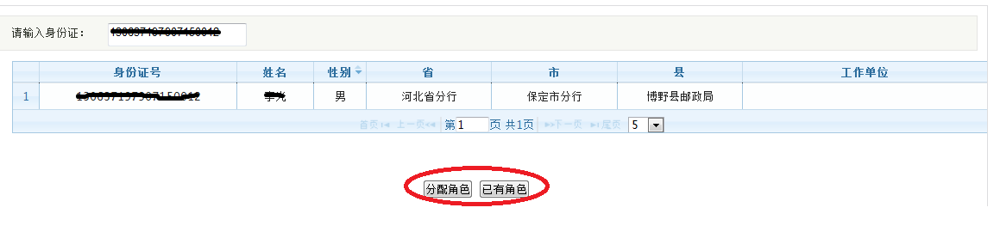 请输入身份证：
身份证号 姓名 性别 省 市 县 工作单位
1 男 河北省分行 保定市分行 博野县邮政局
首页 上一页 第1 页 共1页 下一页 尾页 5
分配角色 已有角色